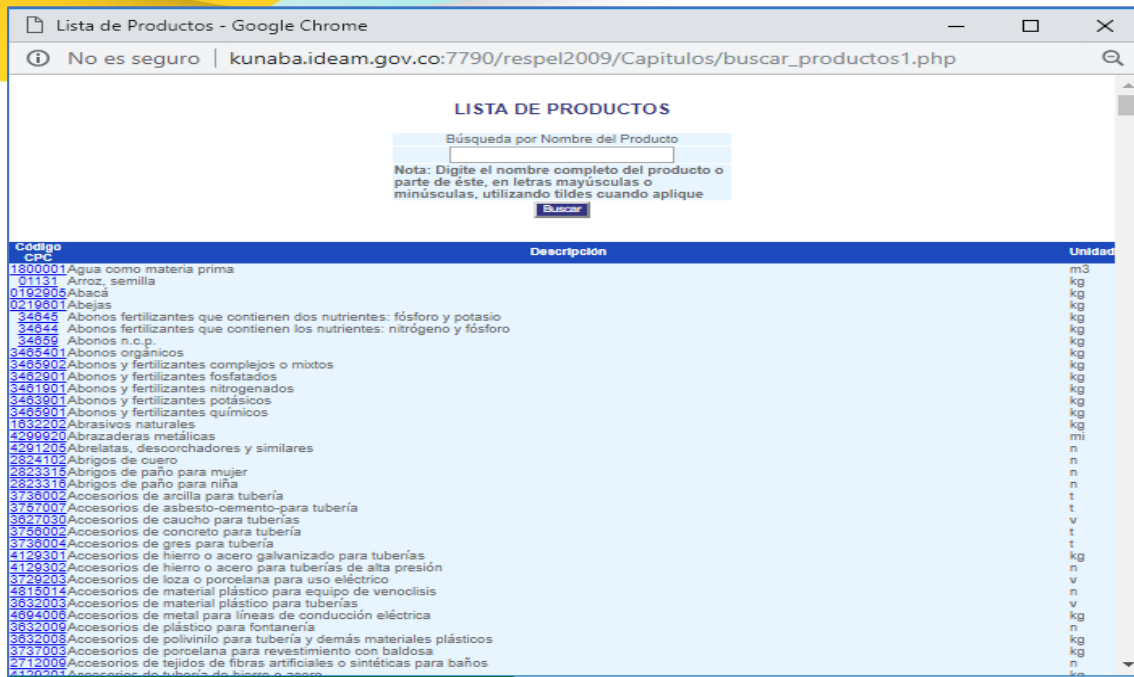 Lista de Productos - Google Chrome
No es seguro | kunaba.ideam.gov.co:7790/respel2009/Capitulos/buscar_productos1.php
LISTA DE PRODUCTOS
Búsqueda por Nombre del Producto
Nota: Digite el nombre completo del producto o
parte de éste, en letras mayúsculas o
minúsculas, utilizando tildes cuando aplique
Buscar
Código CPC Descripción Unidad
1800001 Agua como materia prima m3
01131 Arroz, semilla kg
0192905 Abacá kg
0219601 Abejas kg
34645 Abonos fertilizantes que contienen dos nutrientes: fósforo y potasio kg
34644 Abonos fertilizantes que contienen los nutrientes: nitrógeno y fósforo kg
34659 Abonos n.c.p. kg
3465401 Abonos orgánicos kg
3465902 Abonos y fertilizantes complejos o mixtos kg
3462901 Abonos y fertilizantes fosfatados kg
3461901 Abonos y fertilizantes nitrogenados kg
3463901 Abonos y fertilizantes potásicos kg
3465901 Abonos y fertilizantes químicos kg
1632202 Abrasivos naturales kg
4299920 Abrazaderas metálicas mi
4291205 Abrelatas, descorchadores y similares n
2824102 Abrigos de cuero n
2823315 Abrigos de paño para mujer n
2823316 Abrigos de paño para niña n
3736002 Accesorios de arcilla para tubería t
3757007 Accesorios de asbesto-cemento-para tubería t
3627030 Accesorios de caucho para tuberías v
3756002 Accesorios de concreto para tubería t
3736004 Accesorios de gres para tubería t
4129301 Accesorios de hierro o acero galvanizado para tuberías kg
4129302 Accesorios de hierro o acero para tuberías de alta presión n
3729203 Accesorios de loza o porcelana para uso eléctrico v
4815014 Accesorios de material plástico para equipo de venoclisis n
3632003 Accesorios de material plástico para tuberías v
4694006 Accesorios de metal para líneas de conducción eléctrica kg
3632009 Accesorios de plástico para fontanería n
3632008 Accesorios de polivinilo para tubería y demás materiales plásticos kg
3737003 Accesorios de porcelana para revestimiento con baldosa kg
2712009 Accesorios de tejidos de fibras artificiales o sintéticas para baños n
4129201 Accesorios de tubería de hierro o acero kg